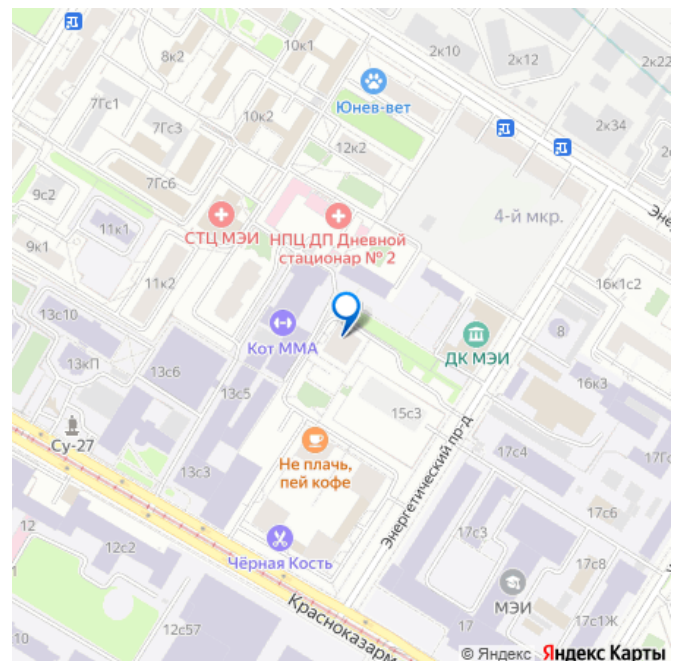 10к1
2к10
2к12
2к22
8к2
Юнев-вет
7Гс1
10к2
2к34
7Гс3
12к2
7Гс6
9с2
СТЦ МЭИ
НПЦ ДП Дневной
стационар № 2
4-й мкр.
11к1
9к1
11к2
16к1с2
13с10
Кот ММА
8
ДК МЭИ
13кП
13с6
16к3
13с5
15с3
Су-27
Не плачь,
пей кофе
Энергетический пр-д
17с4
13с3
17с6
12
12с2
Чёрная Кость
17с3
17с8
МЭИ
17с1Ж
17
10
12с57
Красноказарм
© Яндекс Яндекс Карты